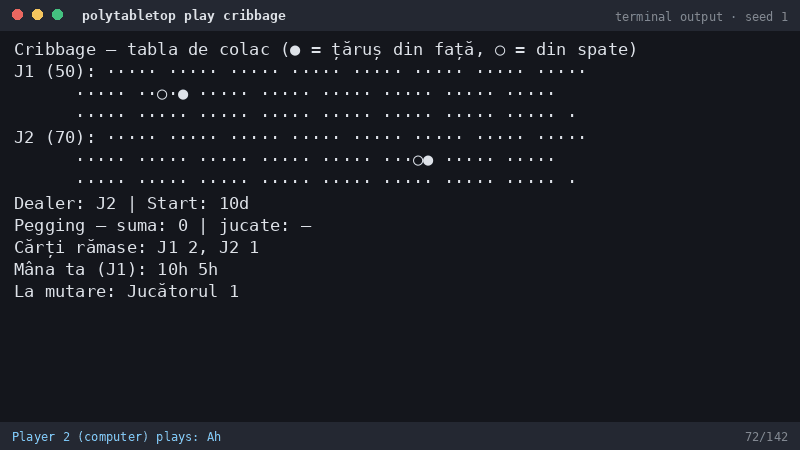 polytabletop play cribbage
terminal output · seed 1
Cribbage — tabla de colac (● = țăruș din față, ○ = din spate)
J1 (50): ····· ····· ····· ····· ····· ····· ····· ·····
····· ··○·● ····· ····· ····· ····· ····· ·····
····· ····· ····· ····· ····· ····· ····· ····· ·
J2 (70): ····· ····· ····· ····· ····· ····· ····· ·····
····· ····· ····· ····· ····· ···○● ····· ·····
····· ····· ····· ····· ····· ····· ····· ····· ·
Dealer: J2 | Start: 10d
Pegging — suma: 0 | jucate: —
Cărți rămase: J1 2, J2 1
Mâna ta (J1): 10h 5h
La mutare: Jucătorul 1
Player 2 (computer) plays: Ah
72/142